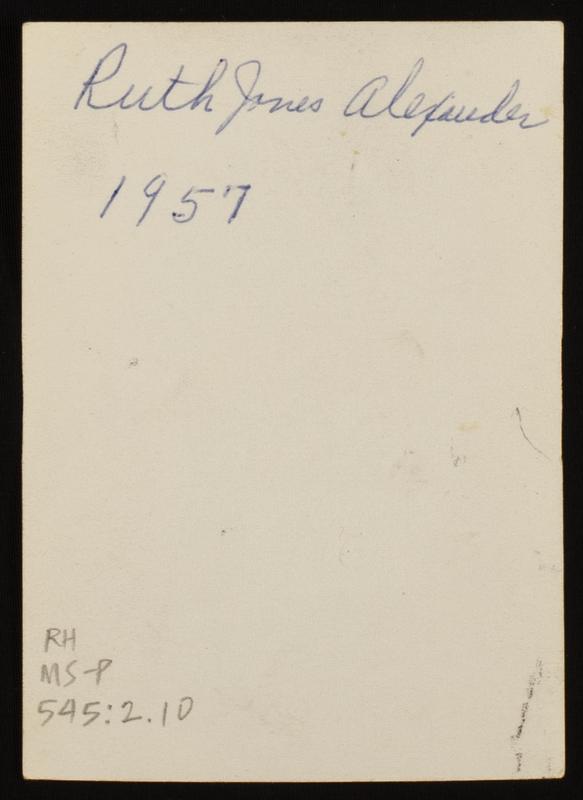 Ruth Jones Alexander
1957
RH
MS-P
545:2.10